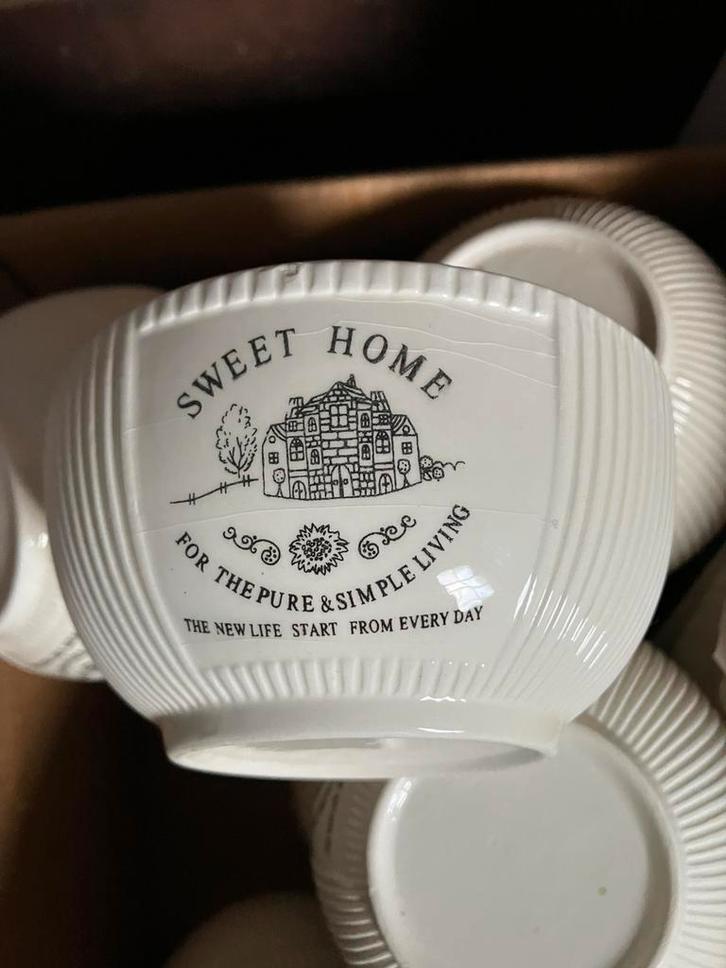 SWEET HOME
FOR THE PURE & SIMPLE LIVING
THE NEW LIFE START FROM EVERY DAY